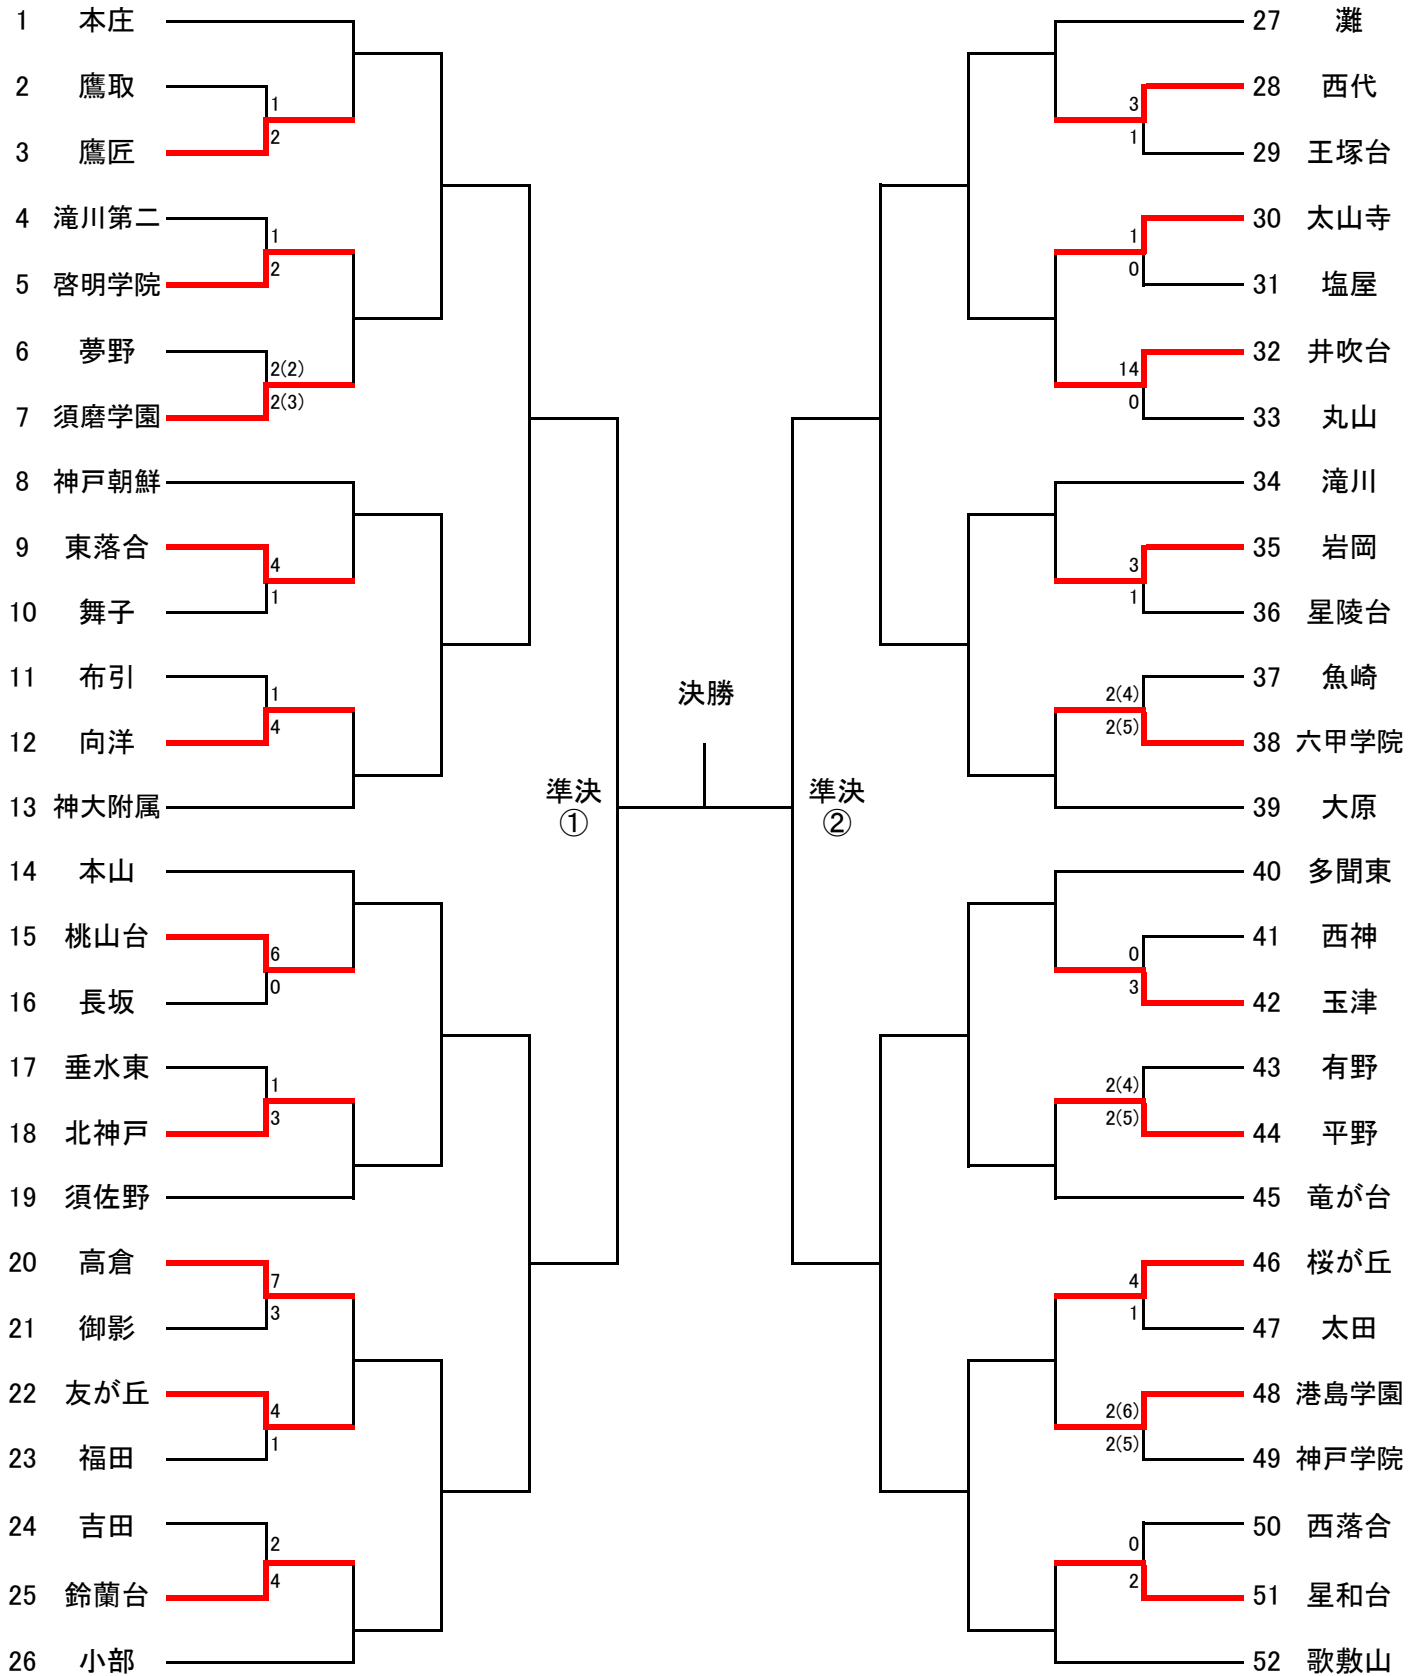 1 本庄
2 鷹取
1
2
3 鷹匠
4 滝川第二
1
2
5 啓明学院
6 夢野
2(2)
2(3)
7 須磨学園
8 神戸朝鮮
9 東落合
4
1
10 舞子
11 布引
1
4
12 向洋
13 神大附属
14 本山
15 桃山台
6
0
16 長坂
17 垂水東
1
3
18 北神戸
19 須佐野
20 高倉
7
3
21 御影
22 友が丘
4
1
23 福田
24 吉田
2
4
25 鈴蘭台
26 小部
準決
①
決勝
準決
②
27 灘
28 西代
3
1
29 王塚台
30 太山寺
1
0
31 塩屋
32 井吹台
14
0
33 丸山
34 滝川
35 岩岡
3
1
36 星陵台
37 魚崎
2(4)
2(5)
38 六甲学院
39 大原
40 多聞東
41 西神
0
3
42 玉津
43 有野
2(4)
2(5)
44 平野
45 竜が台
46 桜が丘
4
1
47 太田
48 港島学園
2(6)
2(5)
49 神戸学院
50 西落合
0
2
51 星和台
52 歌敷山